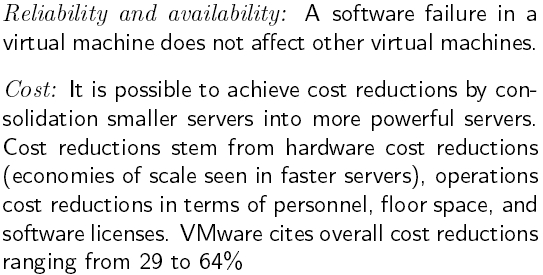 Reliability and availability: A software failure in a
virtual machine does not affect other virtual machines.
Cost: It is possible to achieve cost reductions by con-
solidation smaller servers into more powerful servers.
Cost reductions stem from hardware cost reductions
(economies of scale seen in faster servers), operations
cost reductions in terms of personnel, floor space, and
software licenses. VMware cites overall cost reductions
ranging from 29 to 64%